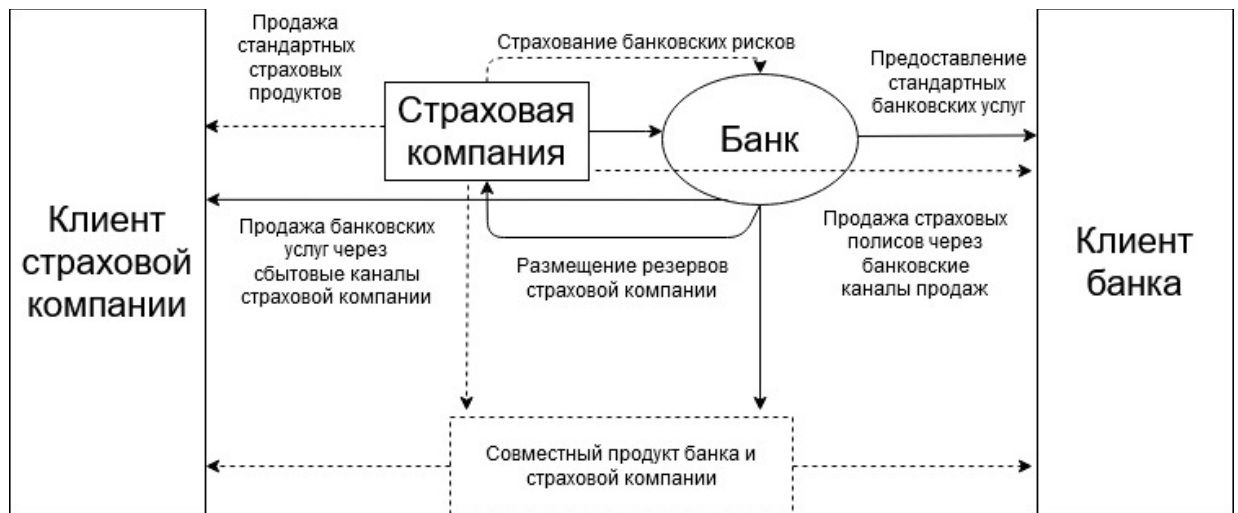 Продажа
стандартных
страховых
продуктов
Страхование банковских рисков
Предоставление
стандартных
банковских услуг
Страховая
компания
Банк
Клиент
страховой
компании
Продажа банковских
услуг через
сбытовые каналы
страховой компании
Размещение резервов
страховой компании
Продажа страховых
полисов через
банковские
каналы продаж
Клиент
банка
Совместный продукт банка и
страховой компании